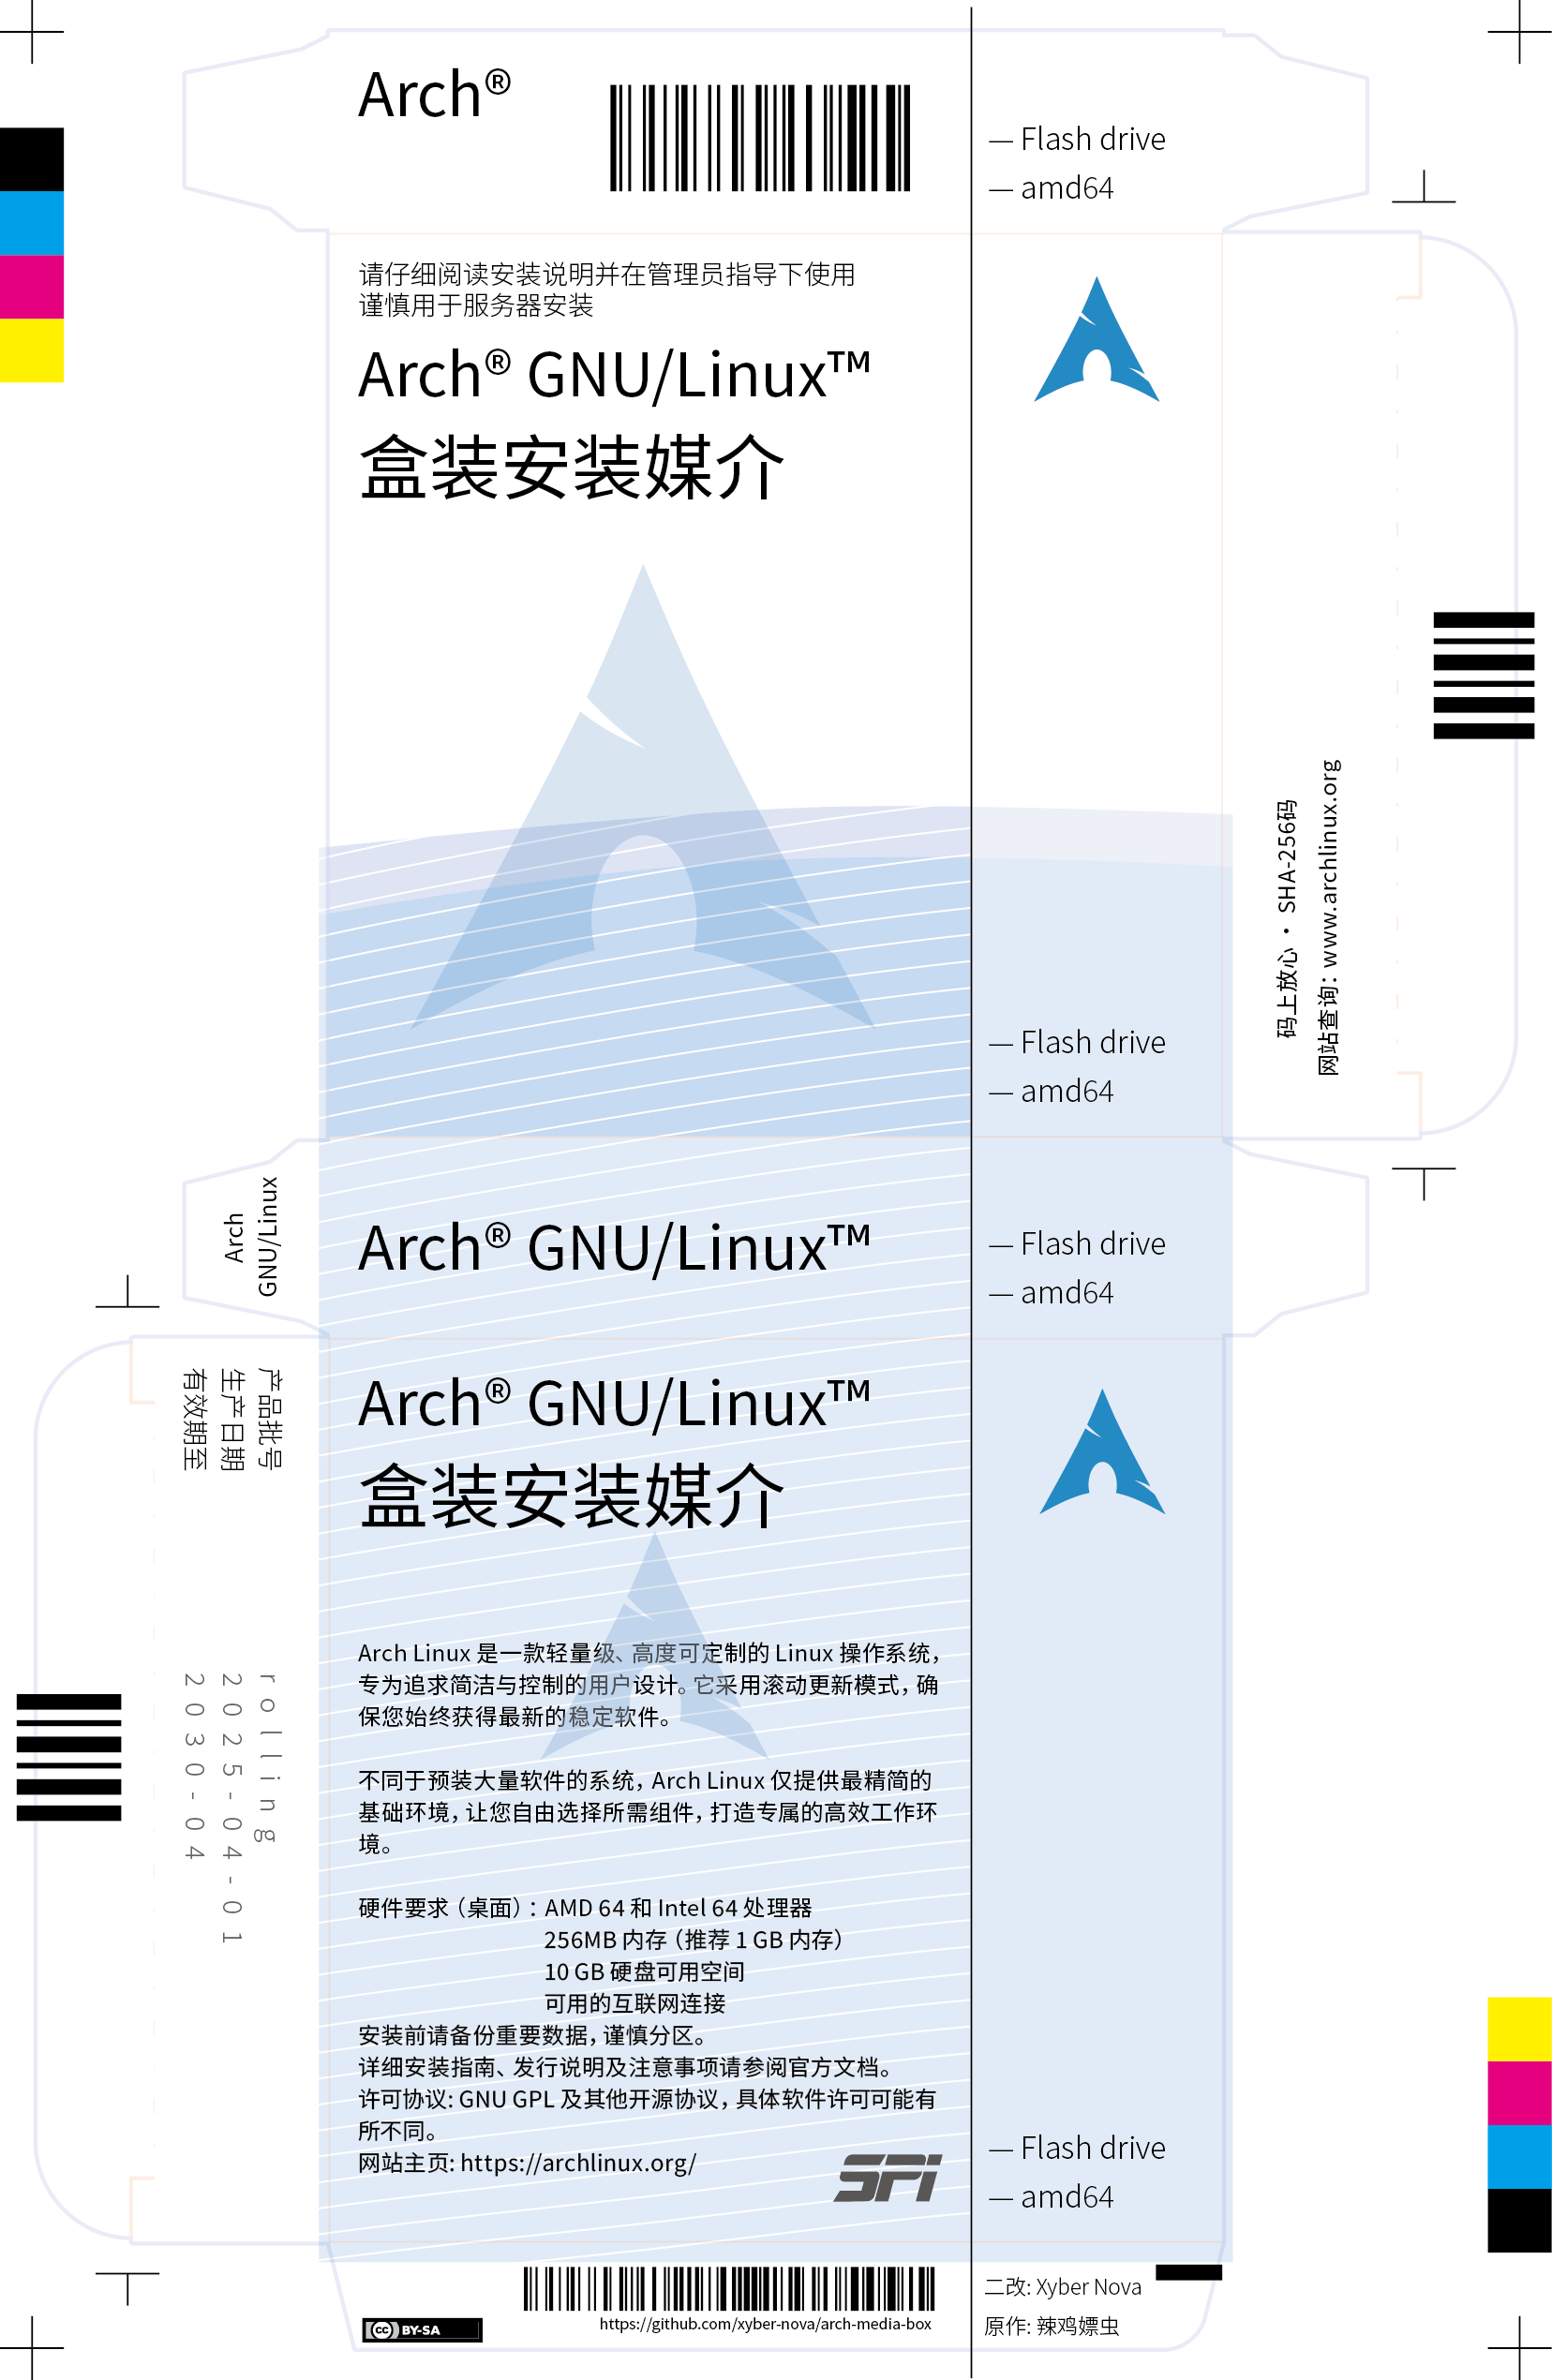 Arch®
— Flash drive
— amd64
请仔细阅读安装说明并在管理员指导下使用
谨慎用于服务器安装
Arch® GNU/Linux™
盒装安装媒介
码上放心 · SHA-256码
网站查询: www.archlinux.org
— Flash drive
— amd64
Arch
GNU/Linux
Arch® GNU/Linux™
— Flash drive
— amd64
产品批号
生产日期
有效期至
rolling
2025-04-01
2030-04
Arch® GNU/Linux™
盒装安装媒介
Arch Linux 是一款轻量级、高度可定制的 Linux 操作系统，
专为追求简洁与控制的用户设计。它采用滚动更新模式，确
保您始终获得最新的稳定软件。
不同于预装大量软件的系统，Arch Linux 仅提供最精简的
基础环境，让您自由选择所需组件，打造专属的高效工作环
境。
硬件要求（桌面）：AMD 64 和 Intel 64 处理器
256MB 内存（推荐 1 GB 内存）
10 GB 硬盘可用空间
可用的互联网连接
安装前请备份重要数据，谨慎分区。
详细安装指南、发行说明及注意事项请参阅官方文档。
许可协议: GNU GPL 及其他开源协议，具体软件许可可能有
所不同。
网站主页: https://archlinux.org/
SPI
— Flash drive
— amd64
cc BY-SA
https://github.com/xyber-nova/arch-media-box
二改: Xyber Nova
原作: 辣鸡嫖虫